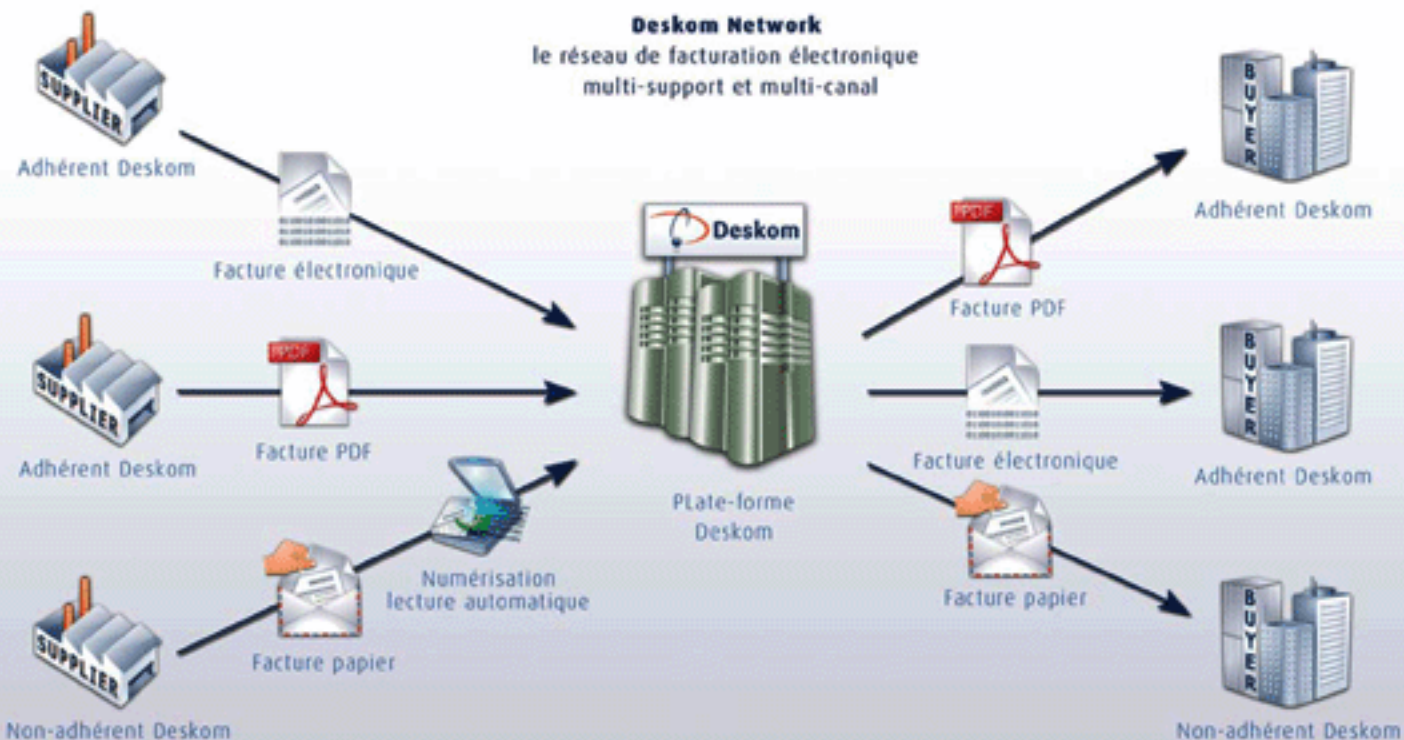 Deskom Network
le réseau de facturation électronique
multi-support et multi-canal
SUPPLIER
Adhérent Deskom
Facture électronique
SUPPLIER
Adhérent Deskom
PPDF
Facture PDF
SUPPLIER
Non-adhérent Deskom
Facture papier
Numérisation
lecture automatique
Deskom
PLate-forme
Deskom
PPDF
Facture PDF
BUYER
Adhérent Deskom
Facture électronique
BUYER
Adhérent Deskom
Facture papier
BUYER
Non-adhérent Deskom